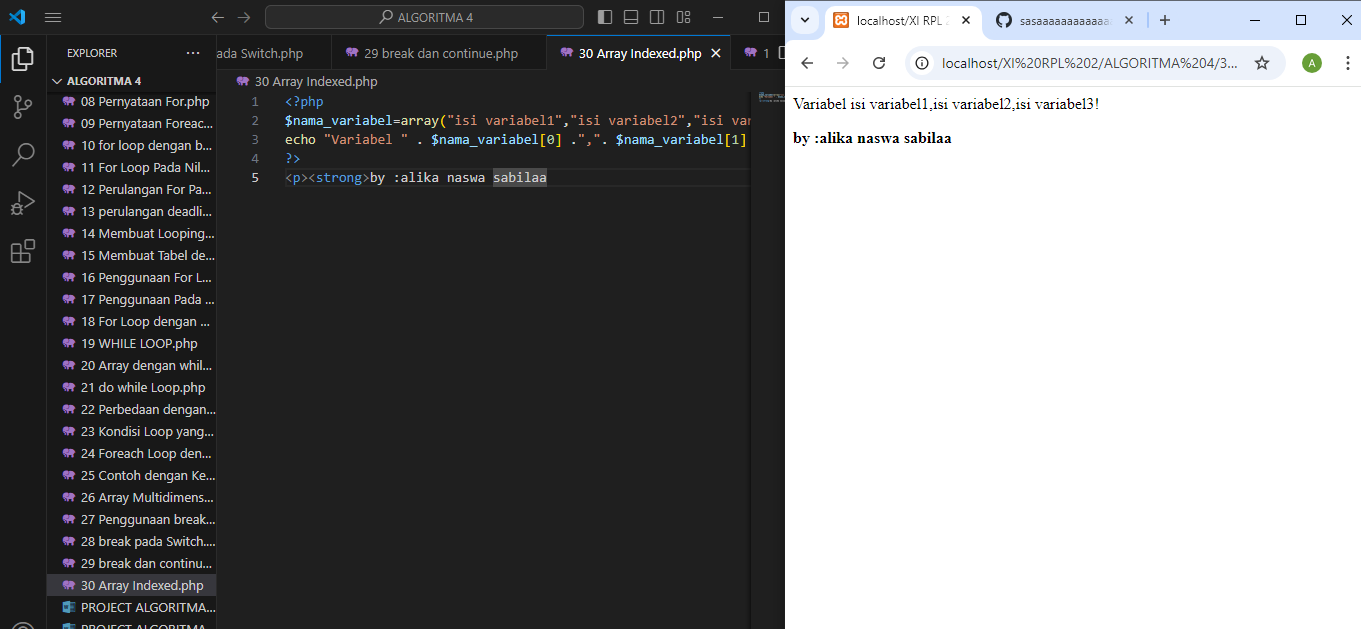 ALGORITMA 4
EXPLORER
ALGORITMA 4
08 Pernyataan For.php
09 Pernyataan Foreac...
10 for loop dengan b...
11 For Loop Pada Nil...
12 Perulangan For Pa...
13 perulangan deadli...
14 Membuat Looping...
15 Membuat Tabel de...
16 Penggunaan For L...
17 Penggunaan Pada ...
18 For Loop dengan ...
19 WHILE LOOP.php
20 Array dengan whil...
21 do while Loop.php
22 Perbedaan dengan...
23 Kondisi Loop yang...
24 Foreach Loop den...
25 Contoh dengan Ke...
26 Array Multidimens...
27 Penggunaan break...
28 break pada Switch....
29 break dan continu...
30 Array Indexed.php
PROJECT ALGORITMA...
PROJECT ALGORITMA
ada Switch.php
29 break dan continue.php
30 Array Indexed.php
1
30 Array Indexed.php
1 <?php
2 $nama_variabel=array("isi variabel1","isi variabel2","isi var
3 echo "Variabel " . $nama_variabel[0] .",". $nama_variabel[1]
4 ?>
5 <p><strong>by :alika naswa sabilaa
localhost/XI RPL 2
sasaaaaaaaaaaaa
localhost/XI%20RPL%202/ALGORITMA%204/3...
A
Variabel isi variabel1,isi variabel2,isi variabel3!
by :alika naswa sabilaa